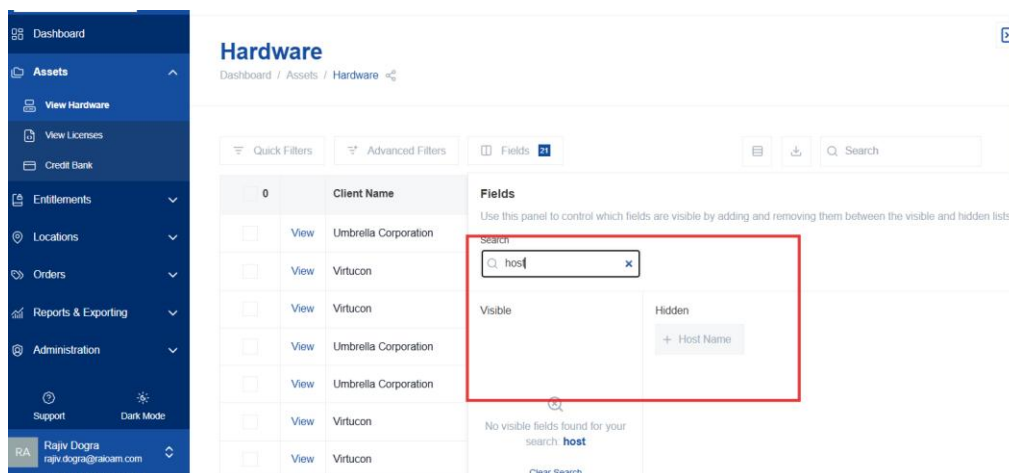 Dashboard
Assets
View Hardware
View Licenses
Credit Bank
Entitlements
Locations
Orders
Reports & Exporting
Administration
Support
Dark Mode
RA
Rajiv Dogra
rajiv.dogra@raioam.com
Hardware
Dashboard / Assets / Hardware
Quick Filters
Advanced Filters
Fields 21
Search
0
Client Name
View Umbrella Corporation
View Virtucon
View Virtucon
View Umbrella Corporation
View Umbrella Corporation
View Virtucon
View Virtucon
Fields
Use this panel to control which fields are visible by adding and removing them between the visible and hidden lists
Search
host
Visible
Hidden
+ Host Name
No visible fields found for your
search: host
Clear Search